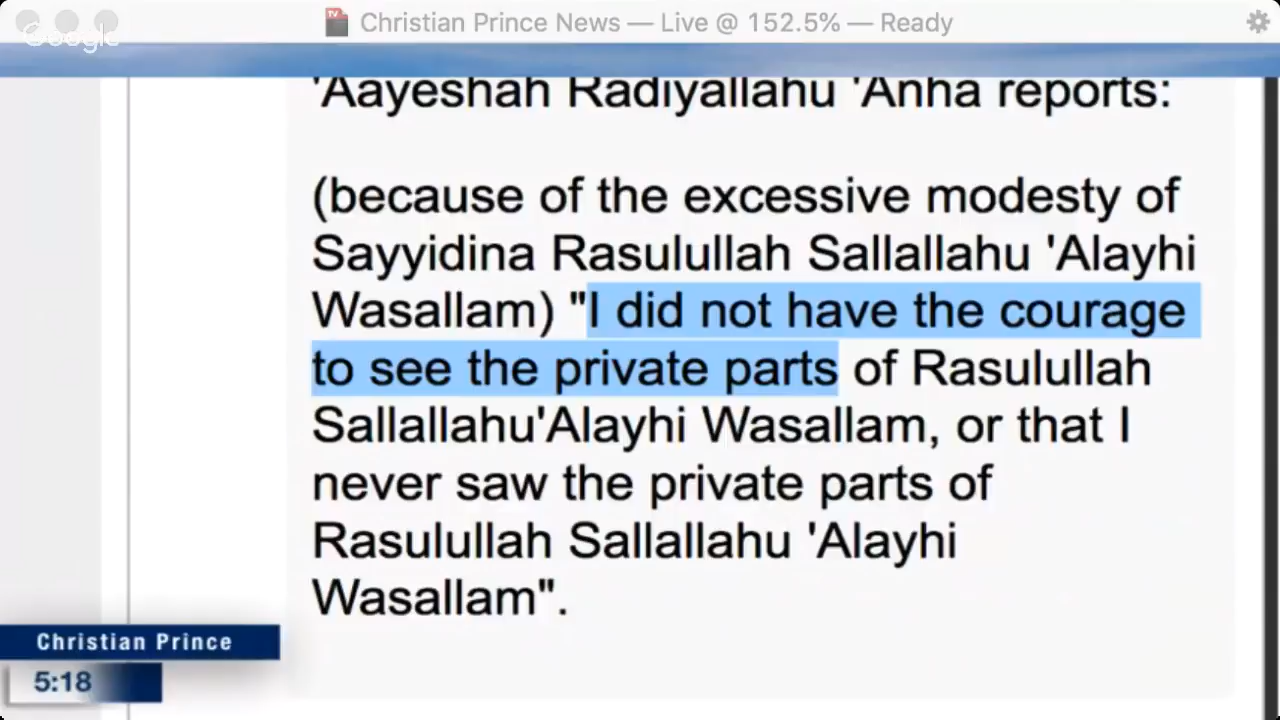 Christian Prince News — Live @ 152.5% — Ready
Google
'Aayeshah Radiyallahu 'Anha reports:
(because of the excessive modesty of
Sayyidina Rasulullah Sallallahu 'Alayhi
Wasallam) "I did not have the courage
to see the private parts of Rasulullah
Sallallahu'Alayhi Wasallam, or that I
never saw the private parts of
Rasulullah Sallallahu 'Alayhi
Wasallam".
Christian Prince
5:18